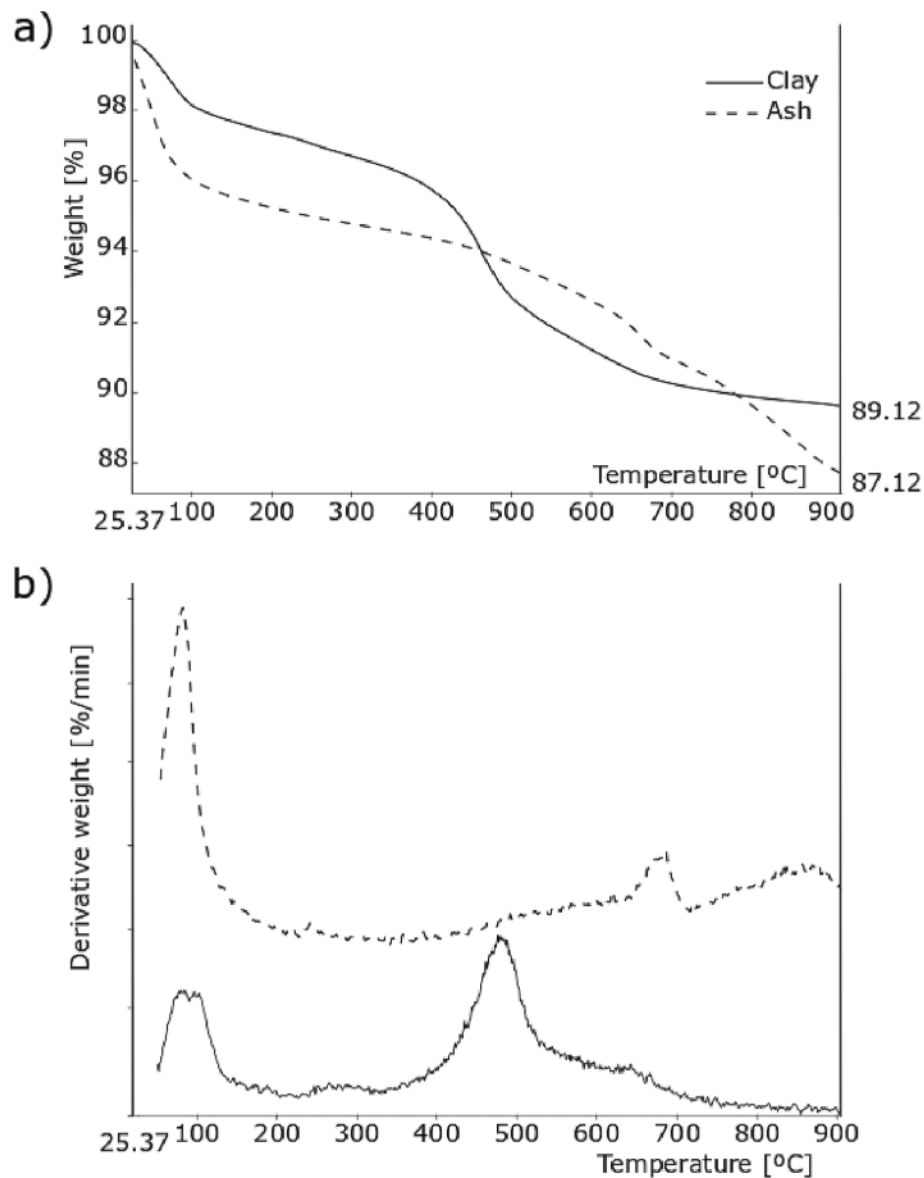 a)
100
98
96
94
92
90
88
Weight [%]
Clay
Ash
89.12
87.12
Temperature [ºC]
25.37 100 200 300 400 500 600 700 800 900
b)
Derivative weight [%/min]
25.37 100 200 300 400 500 600 700 800 900
Temperature [ºC]